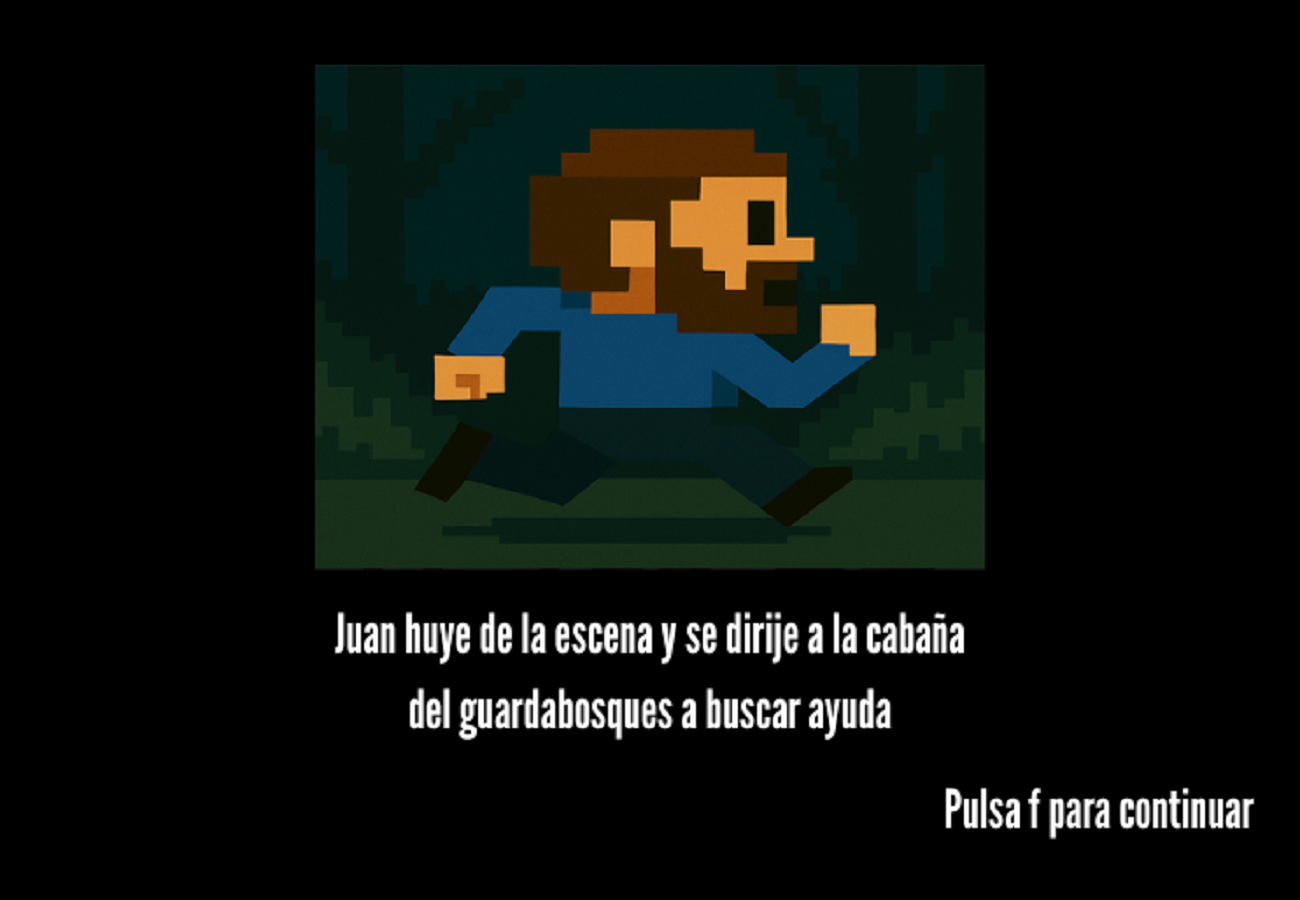 Juan huye de la escena y se dirije a la cabaña
del guardabosques a buscar ayuda
Pulsa f para continuar